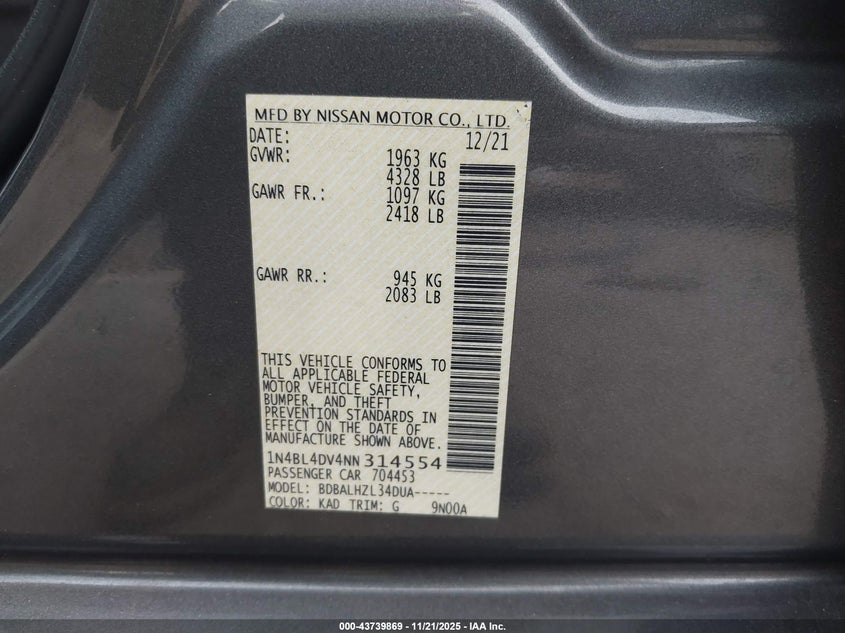 MFD BY NISSAN MOTOR CO., LTD.
DATE: 12/21
GVWR: 1963 KG
4328 LB
GAWR FR.: 1097 KG
2418 LB
GAWR RR.: 945 KG
2083 LB
THIS VEHICLE CONFORMS TO
ALL APPLICABLE FEDERAL
MOTOR VEHICLE SAFETY,
BUMPER, AND THEFT
PREVENTION STANDARDS IN
EFFECT ON THE DATE OF
MANUFACTURE SHOWN ABOVE.
1N4BL4DV4NN314554
PASSENGER CAR 704453
MODEL: BDBALHZL34DUA-----
COLOR: KAD TRIM: G 9N00A
000-43739869 • 11/21/2025 • IAA Inc.